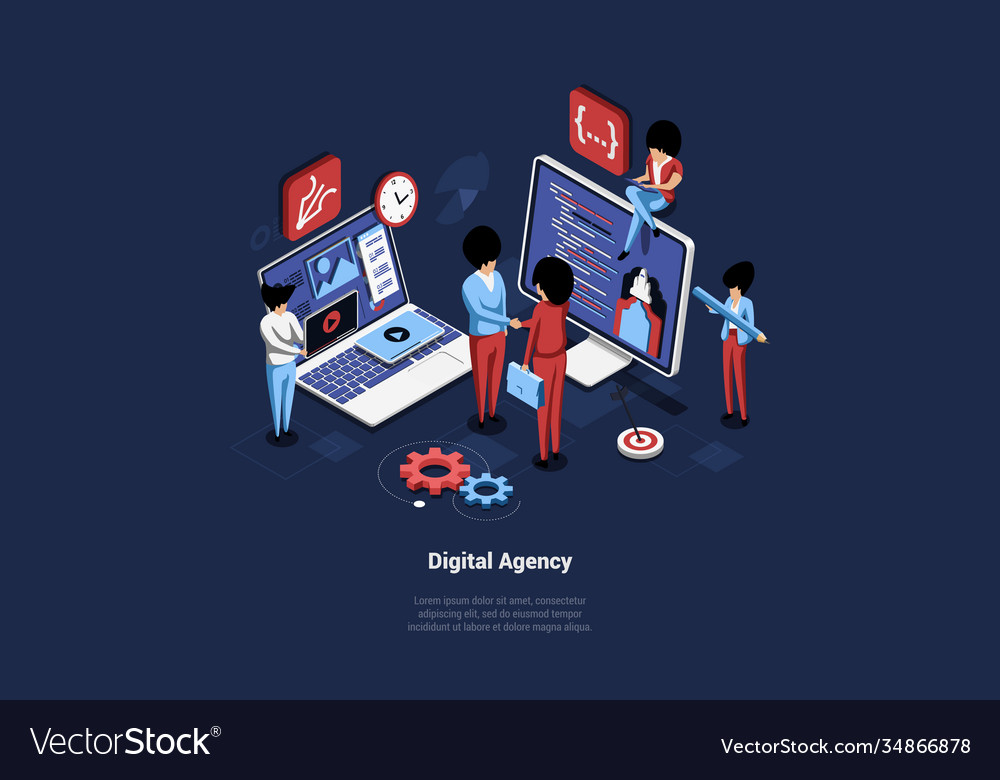 {...}
Digital Agency
Lorem ipsum dolor sit amet, consectetur
adipiscing elit, sed do eiusmod tempor
incididunt ut labore et dolore magna aliqua.
VectorStock®
VectorStock.com/34866878